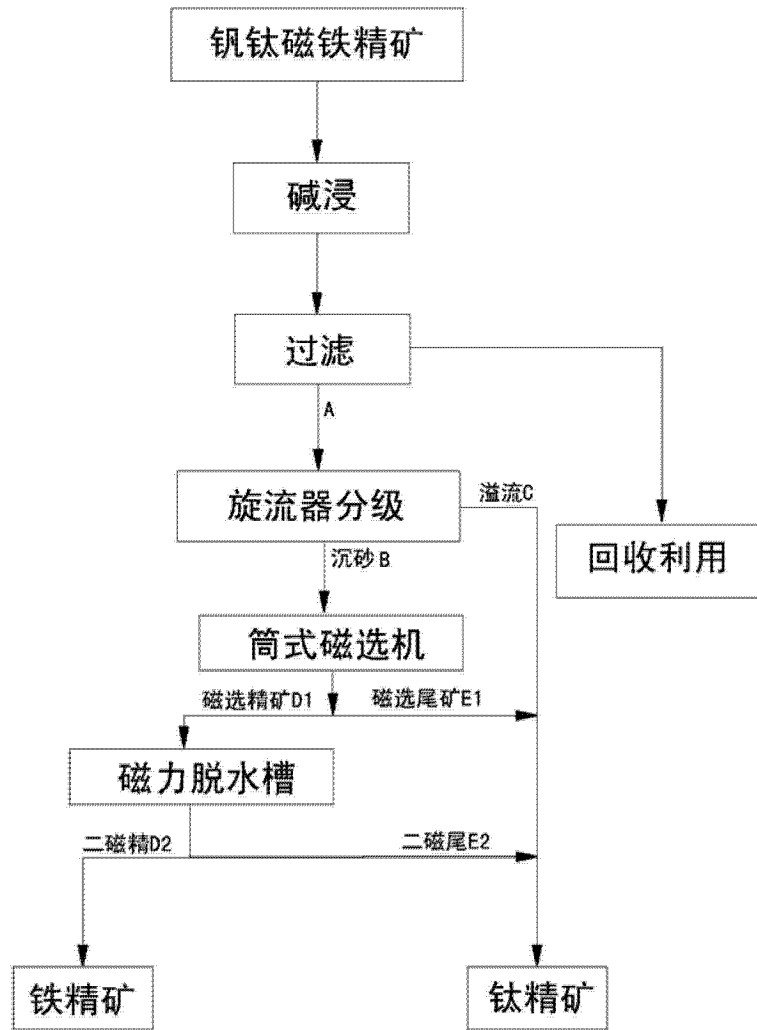 钒钛磁铁精矿
碱浸
过滤
A
旋流器分级
溢流C
沉砂B
回收利用
筒式磁选机
磁选精矿D1
磁选尾矿E1
磁力脱水槽
二磁精D2
二磁尾E2
铁精矿
钛精矿